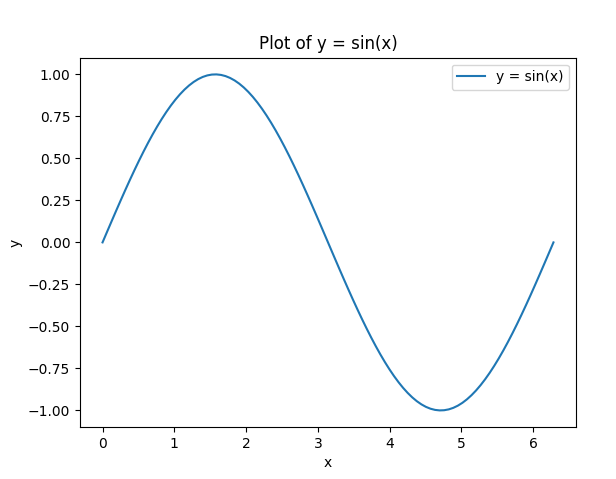 Plot of y = sin(x)
y = sin(x)
1.00
0.75
0.50
0.25
0.00
−0.25
−0.50
−0.75
−1.00
y
0 1 2 3 4 5 6
x